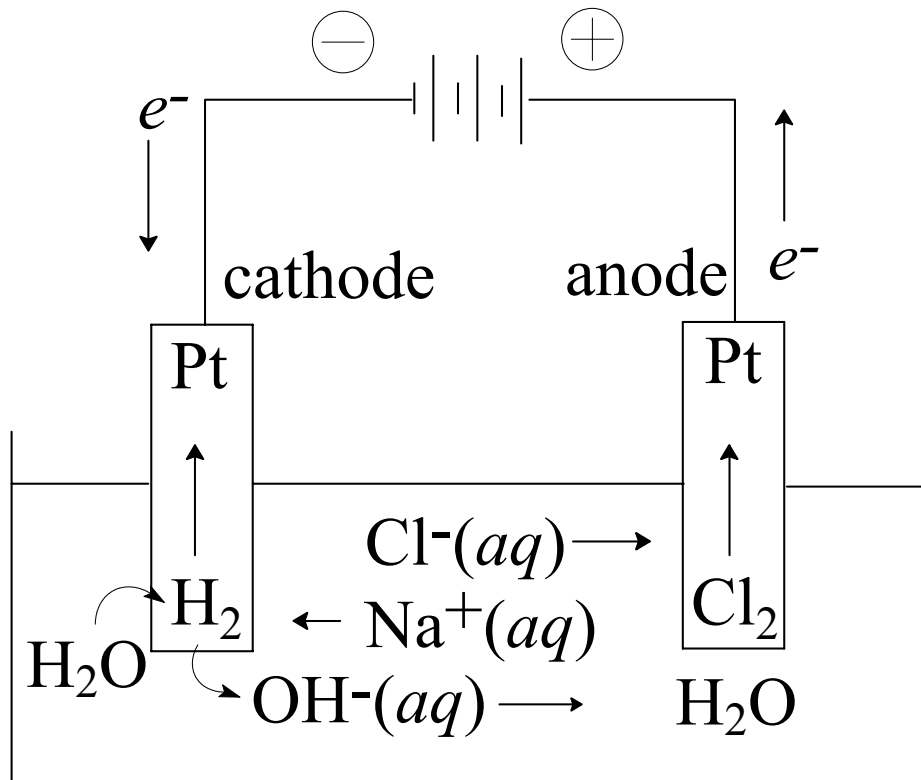 − +
e- e-
cathode anode
Pt Pt
Cl-(aq)
H2 Na+(aq) Cl2
H2O OH-(aq) H2O